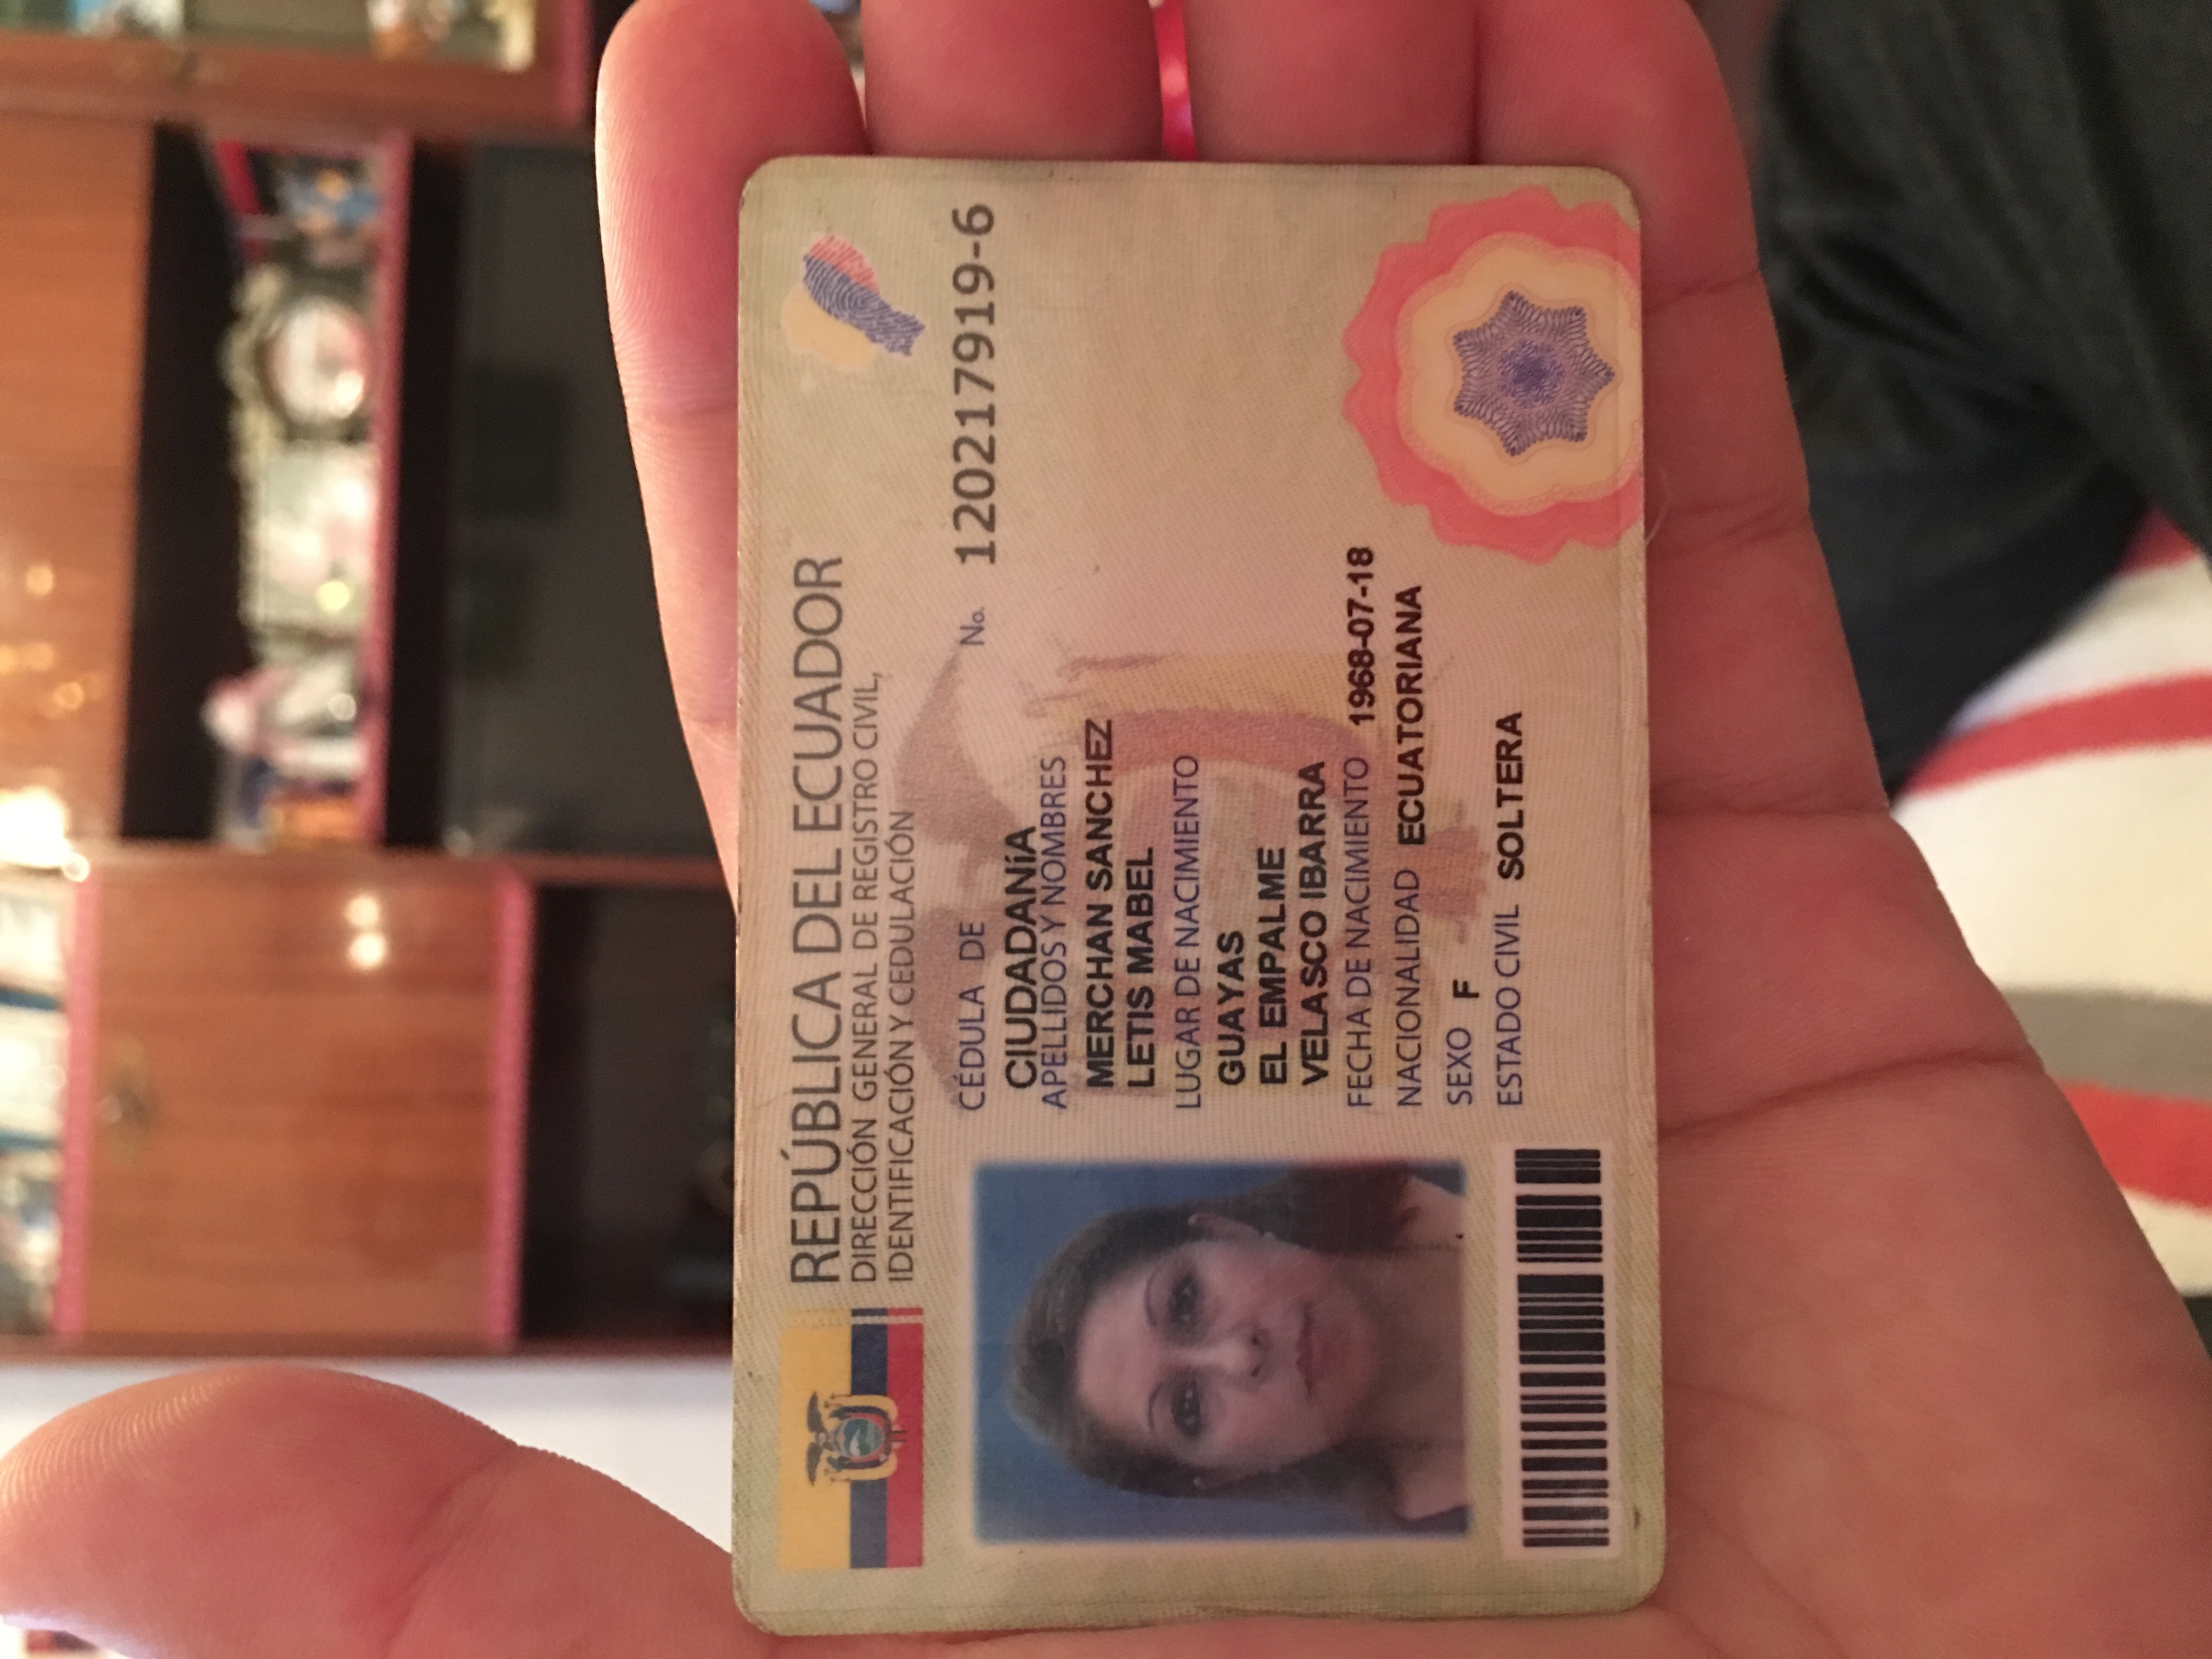 REPÚBLICA DEL ECUADOR
DIRECCIÓN GENERAL DE REGISTRO CIVIL,
IDENTIFICACIÓN Y CEDULACIÓN
CÉDULA DE No. 120217919-6
CIUDADANíA
APELLIDOS Y NOMBRES
MERCHAN SANCHEZ
LETIS MABEL
LUGAR DE NACIMIENTO
GUAYAS
EL EMPALME
VELASCO IBARRA
FECHA DE NACIMIENTO 1968-07-18
NACIONALIDAD ECUATORIANA
SEXO F
ESTADO CIVIL SOLTERA